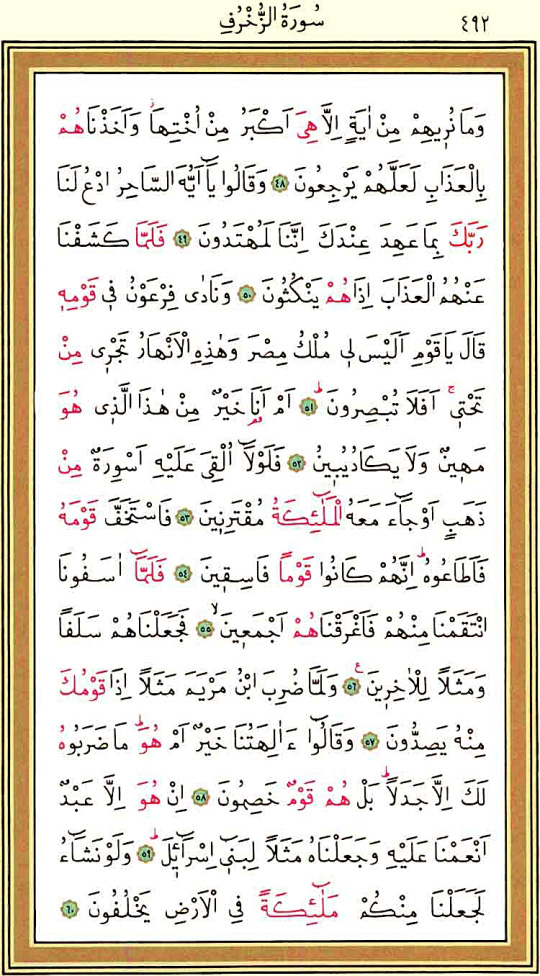 ٤٩٢ سُورَةُ الزُّخْرُفِ
وَمَا نُرِيهِمْ مِنْ اٰيَةٍ اِلَّا هِيَ اَكْبَرُ مِنْ اُخْتِهَاۘ وَاَخَذْنَاهُمْ
بِالْعَذَابِ لَعَلَّهُمْ يَرْجِعُونَ ﴿٤٨﴾ وَقَالُوا يَٓا اَيُّهَ السَّاحِرُ ادْعُ لَنَا
رَبَّكَ بِمَا عَهِدَ عِنْدَكَ اِنَّنَا لَمُهْتَدُونَ ﴿٤٩﴾ فَلَمَّا كَشَفْنَا
عَنْهُمُ الْعَذَابَ اِذَا هُمْ يَنْكُثُونَ ﴿٥٠﴾ وَنَادٰى فِرْعَوْنُ فٖي قَوْمِهٖ
قَالَ يَا قَوْمِ اَلَيْسَ لٖي مُلْكُ مِصْرَ وَهٰذِهِ الْاَنْهَارُ تَجْرٖي مِنْ
تَحْتٖيۚ اَفَلَا تُبْصِرُونَؕ ﴿٥١﴾ اَمْ اَنَا۬ خَيْرٌ مِنْ هٰذَا الَّذٖي هُوَ
مَهٖينٌ وَلَا يَكَادُ يُبٖينُ ﴿٥٢﴾ فَلَوْلَٓا اُلْقِيَ عَلَيْهِ اَسْوِرَةٌ مِنْ
ذَهَبٍ اَوْ جَٓاءَ مَعَهُ الْمَلٰٓئِكَةُ مُقْتَرِنٖينَ ﴿٥٣﴾ فَاسْتَخَفَّ قَوْمَهُ
فَاَطَاعُوهُؕ اِنَّهُمْ كَانُوا قَوْمًا فَاسِقٖينَ ﴿٥٤﴾ فَلَمَّٓا اٰسَفُونَا
انْتَقَمْنَا مِنْهُمْ فَاَغْرَقْنَاهُمْ اَجْمَعٖينَۙ ﴿٥٥﴾ فَجَعَلْنَاهُمْ سَلَفًا
وَمَثَلًا لِلْاٰخِرٖينَࣖ ﴿٥٦﴾ وَلَمَّا ضُرِبَ ابْنُ مَرْيَمَ مَثَلًا اِذَا قَوْمُكَ
مِنْهُ يَصِدُّونَ ﴿٥٧﴾ وَقَالُٓوا ءَاٰلِهَتُنَا خَيْرٌ اَمْ هُوَؕ مَا ضَرَبُوهُ
لَكَ اِلَّا جَدَلًاؕ بَلْ هُمْ قَوْمٌ خَصِمُونَ ﴿٥٨﴾ اِنْ هُوَ اِلَّا عَبْدٌ
اَنْعَمْنَا عَلَيْهِ وَجَعَلْنَاهُ مَثَلًا لِبَنٖٓي اِسْرَٓائٖلَؕ ﴿٥٩﴾ وَلَوْ نَشَٓاءُ
لَجَعَلْنَا مِنْكُمْ مَلٰٓئِكَةً فِي الْاَرْضِ يَخْلُفُونَ ﴿٦٠﴾